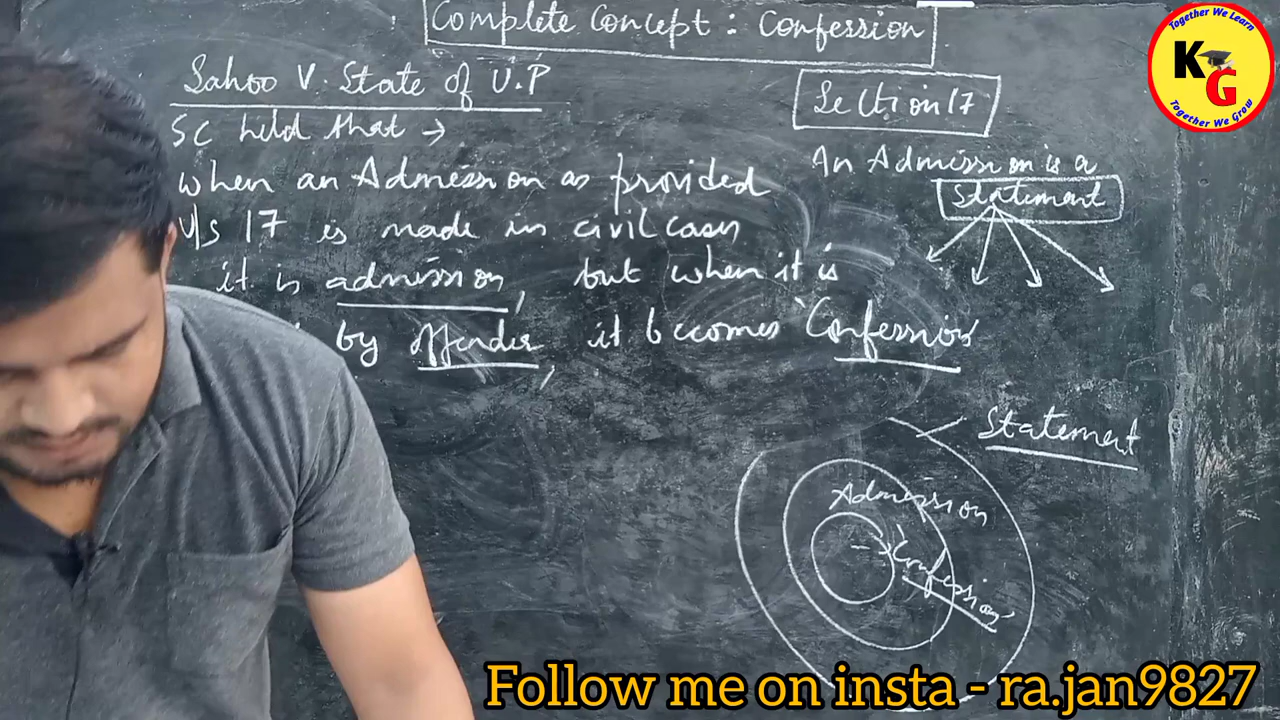 Complete Concept : Confession
Sahoo V. State of U.P
SC held that →
when an Admission as provided
U/s 17 is made in civil cases
it is admission, but when it is
by offender, it becomes 'Confession'
Section 17
An Admission is a
Statement
Statement
Admission
→ 'Confession'
Together We Learn
KG
Together We Grow
Follow me on insta - ra.jan9827